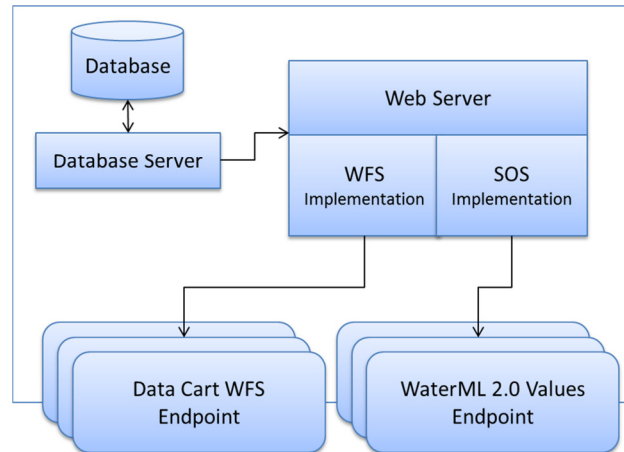 Database
Web Server
Database Server
WFS
Implementation
SOS
Implementation
Data Cart WFS
Endpoint
WaterML 2.0 Values
Endpoint